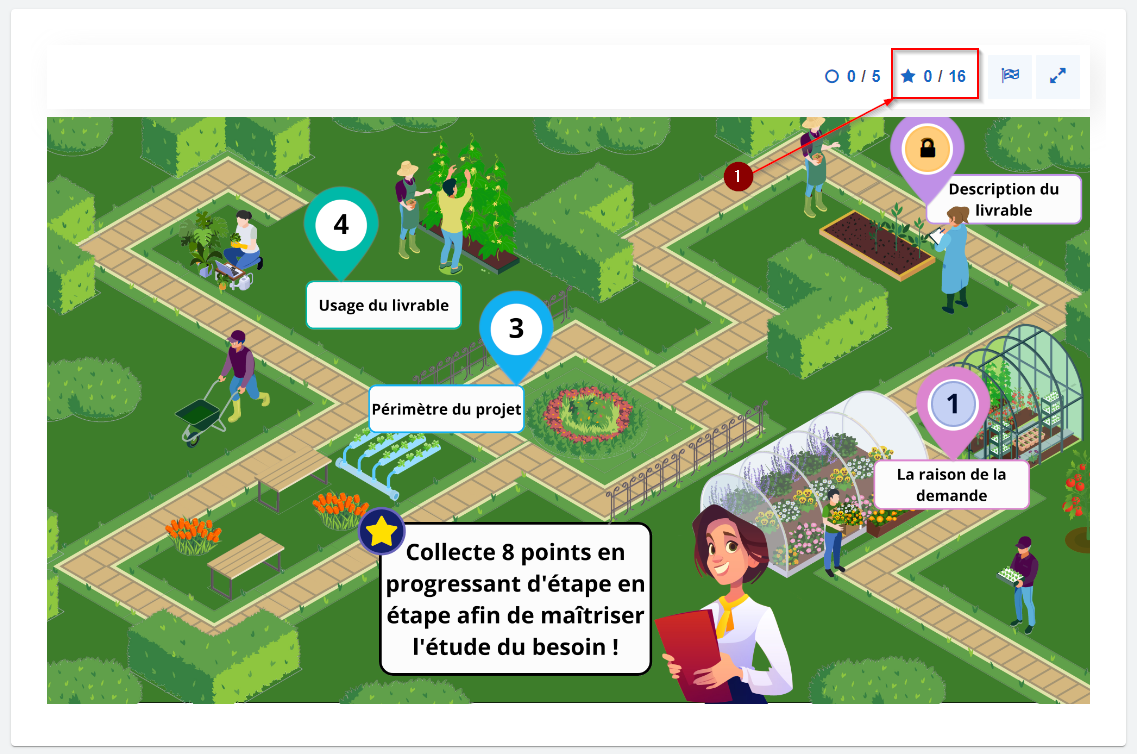 0 / 5
0 / 16
1
Description du
livrable
4
Usage du livrable
3
Périmètre du projet
1
La raison de la
demande
Collecte 8 points en
progressant d'étape en
étape afin de maîtriser
l'étude du besoin !